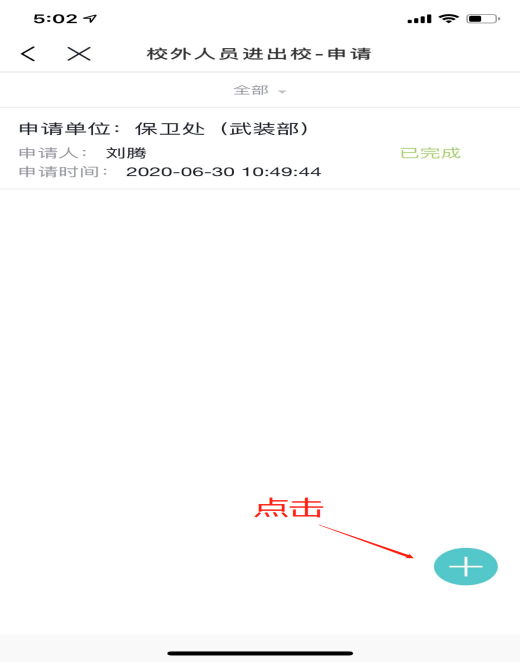 5:02
校外人员进出校-申请
全部
申请单位：保卫处（武装部）
申请人：刘腾 已完成
申请时间：2020-06-30 10:49:44
点击